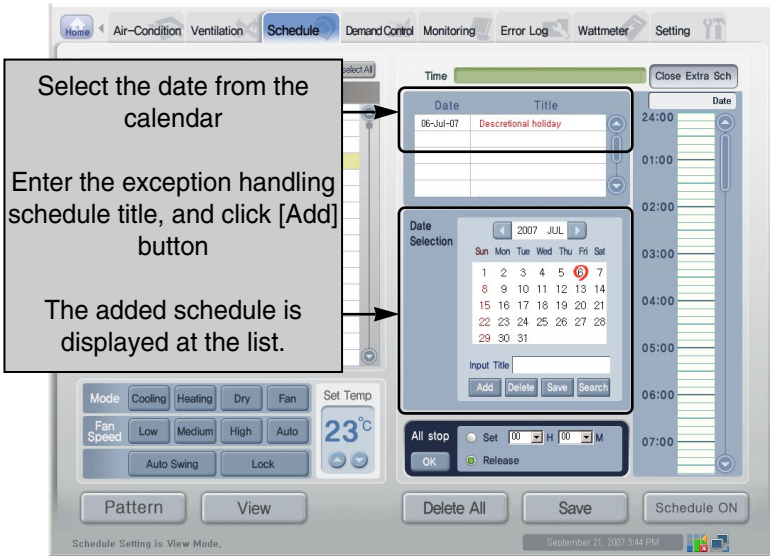 Home Air-Condition Ventilation Schedule Demand Control Monitoring Error Log Wattmeter Setting
Select the date from the
calendar
Enter the exception handling
schedule title, and click [Add]
button
The added schedule is
displayed at the list.
select All
Time
Close Extra Sch
Date Title
06-Jul-07 Descretional holiday
Date
24:00
01:00
02:00
03:00
04:00
05:00
06:00
07:00
Date
Selection
2007 JUL
Sun Mon Tue Wed Thu Fri Sat
1 2 3 4 5 6 7
8 9 10 11 12 13 14
15 16 17 18 19 20 21
22 23 24 25 26 27 28
29 30 31
Input Title
Add Delete Save Search
Mode Cooling Heating Dry Fan
Fan
Speed Low Medium High Auto
Auto Swing Lock
Set Temp
23°C
All stop Set 00 H 00 M
OK Release
Pattern View Delete All Save Schedule ON
Schedule Setting is View Mode,
September 21, 2007 3:44 PM